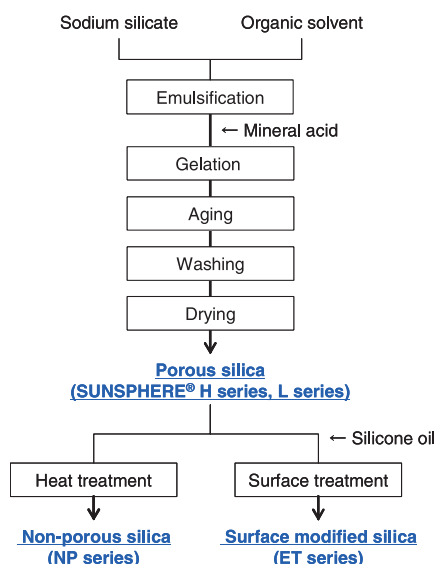 Sodium silicate
Organic solvent
Emulsification
← Mineral acid
Gelation
Aging
Washing
Drying
Porous silica
(SUNSPHERE® H series, L series)
← Silicone oil
Heat treatment
Surface treatment
Non-porous silica
(NP series)
Surface modified silica
(ET series)